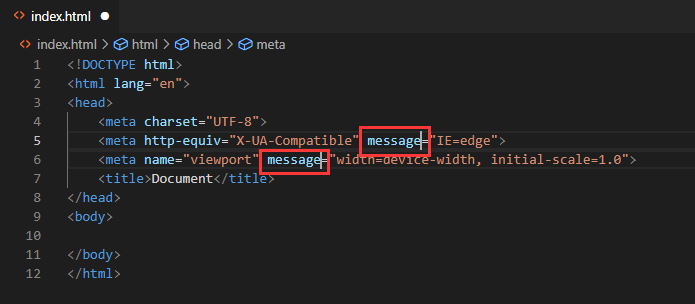 index.html
index.html > html > head > meta
1 <!DOCTYPE html>
2 <html lang="en">
3 <head>
4 <meta charset="UTF-8">
5 <meta http-equiv="X-UA-Compatible" message="IE=edge">
6 <meta name="viewport" message="width=device-width, initial-scale=1.0">
7 <title>Document</title>
8 </head>
9 <body>
10
11 </body>
12 </html>